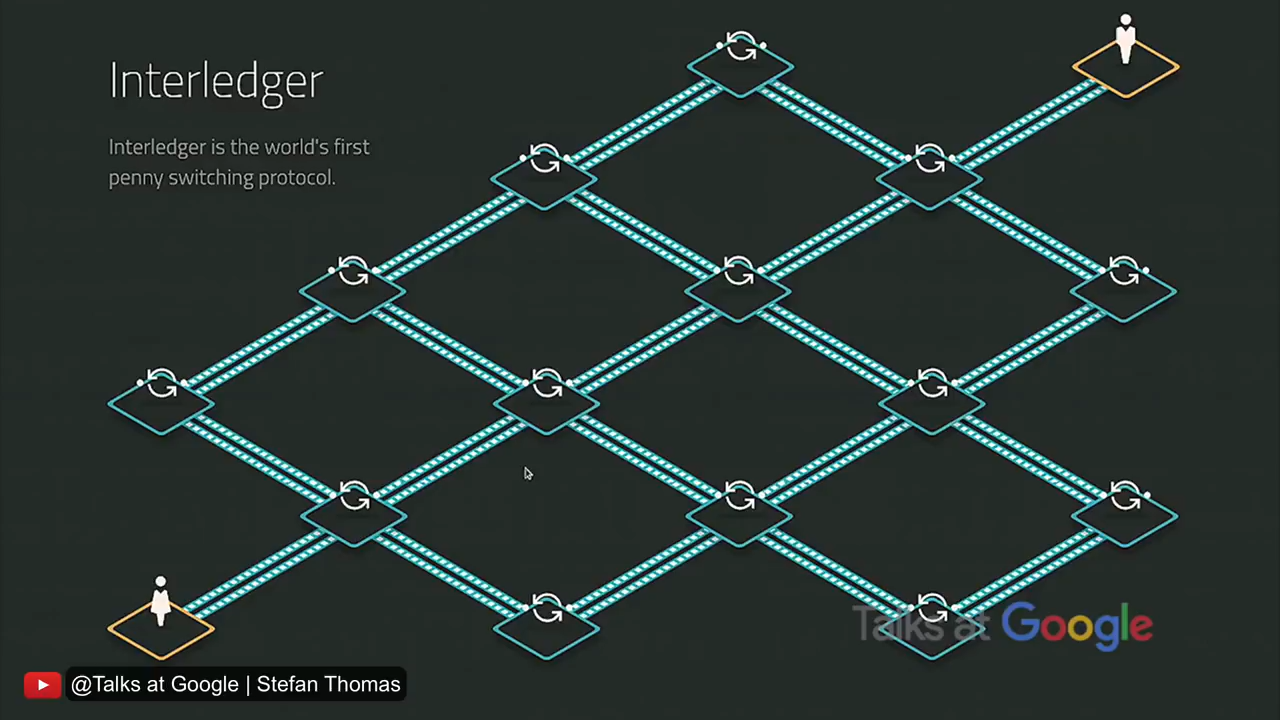 Interledger
Interledger is the world's first
penny switching protocol.
Talks at Google
@Talks at Google | Stefan Thomas